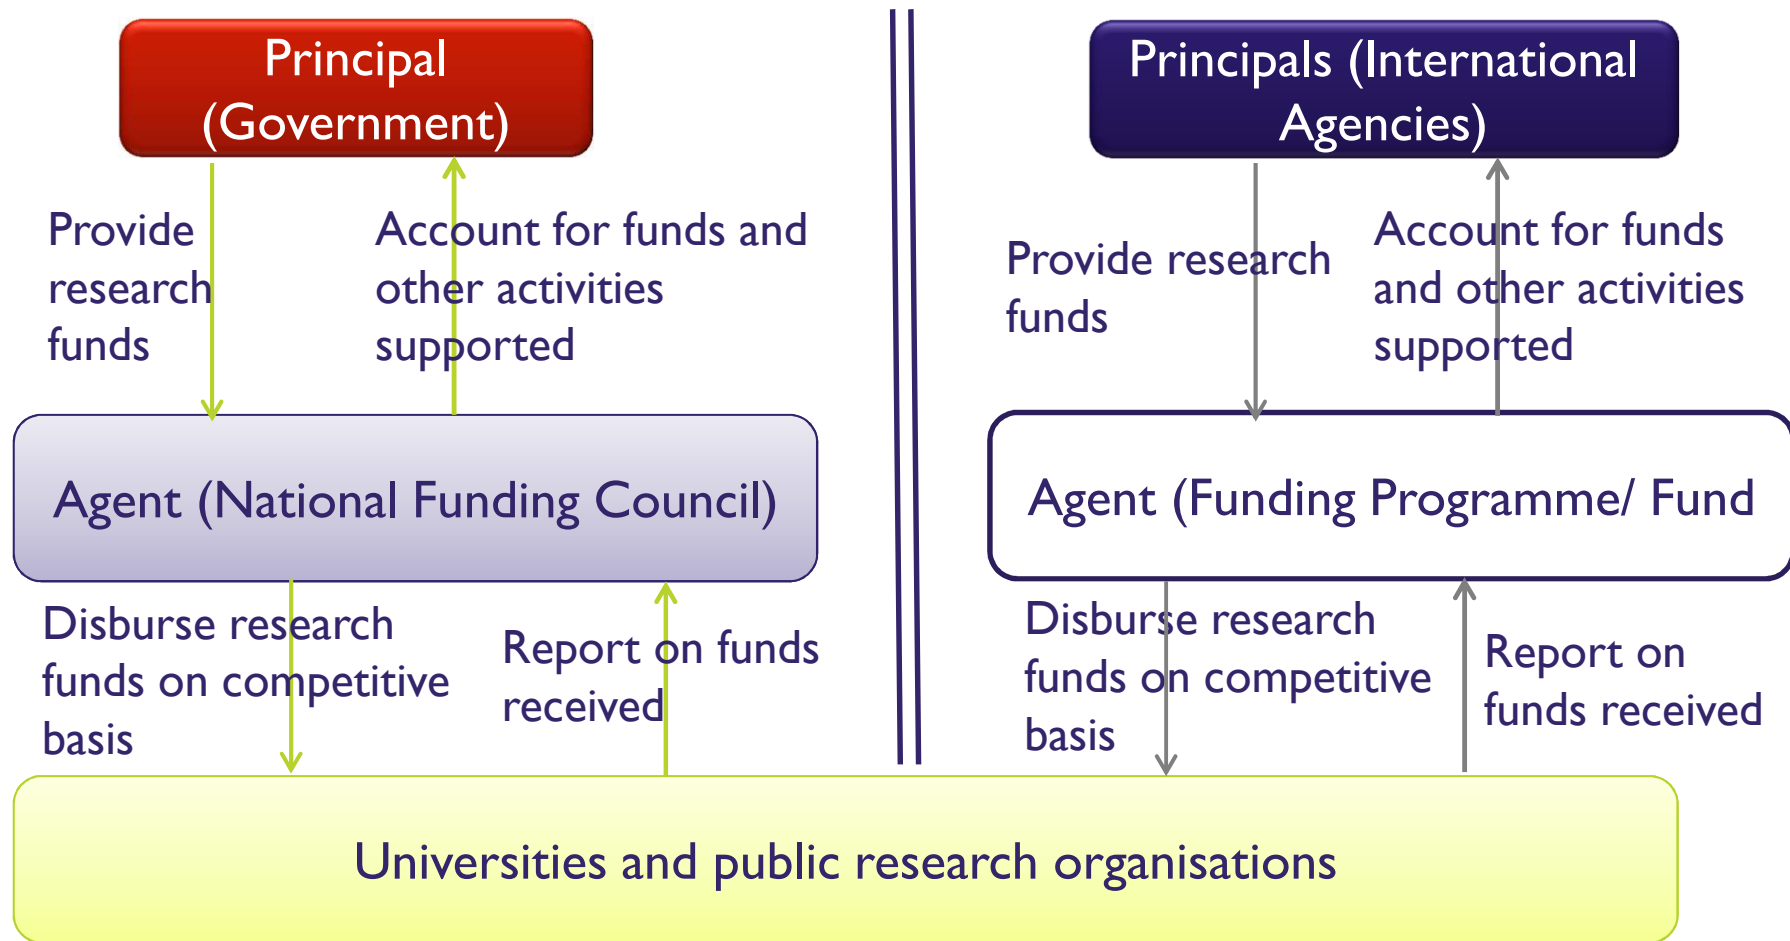 Principal
(Government)
Principals (International
Agencies)
Provide
research
funds
Account for funds and
other activities
supported
Provide research
funds
Account for funds
and other activities
supported
Agent (National Funding Council)
Agent (Funding Programme/ Fund
Disburse research
funds on competitive
basis
Report on funds
received
Disburse research
funds on competitive
basis
Report on
funds received
Universities and public research organisations